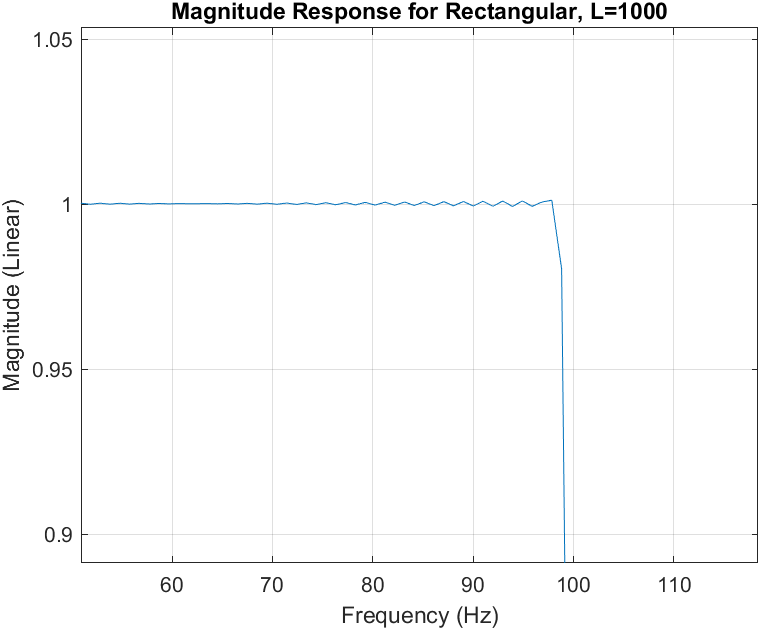 Magnitude Response for Rectangular, L=1000
1.05
1
0.95
0.9
Magnitude (Linear)
60 70 80 90 100 110
Frequency (Hz)